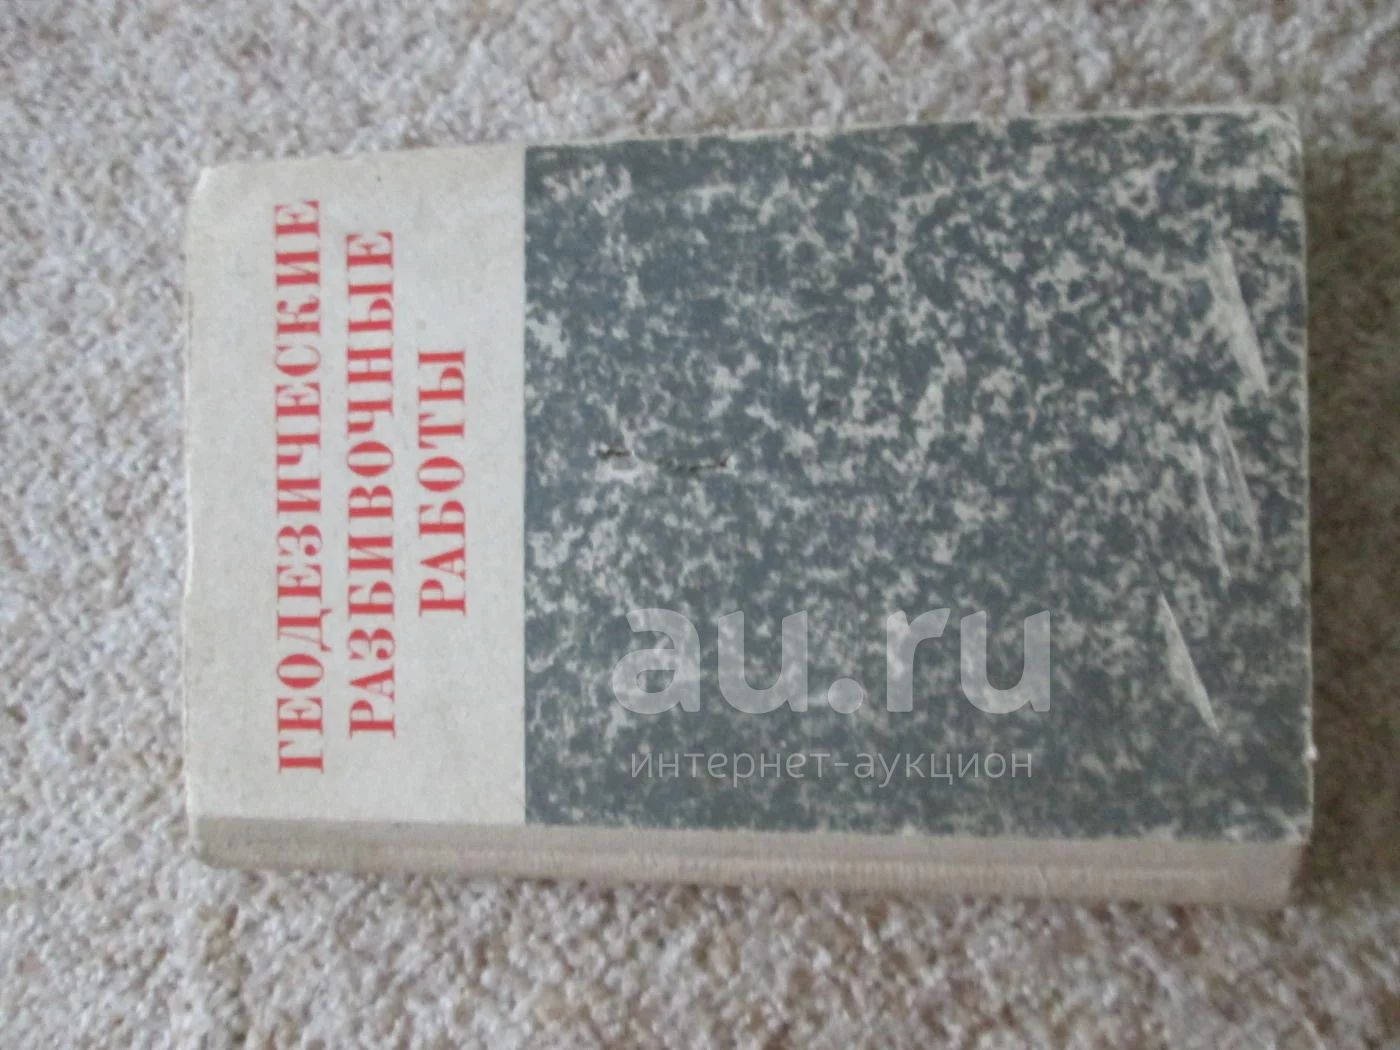 ГЕОДЕЗИЧЕСКИЕ
РАЗБИВОЧНЫЕ
РАБОТЫ
au.ru
интернет-аукцион